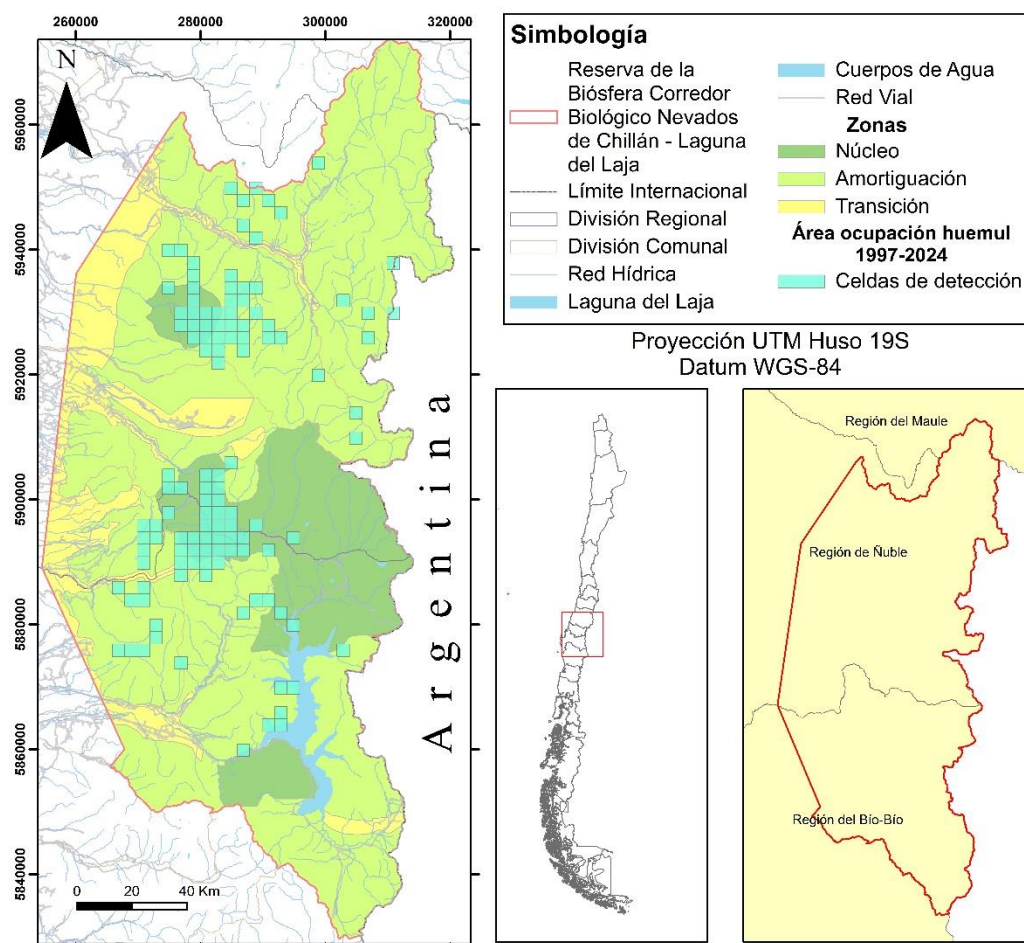 260000
280000
300000
320000
N
5960000
5940000
5920000
5900000
5880000
5860000
5840000
Argentina
0 20 40 Km
Simbología
Reserva de la
Biósfera Corredor
Biológico Nevados
de Chillán - Laguna
del Laja
Límite Internacional
División Regional
División Comunal
Red Hídrica
Laguna del Laja
Cuerpos de Agua
Red Vial
Zonas
Núcleo
Amortiguación
Transición
Área ocupación huemul
1997-2024
Celdas de detección
Proyección UTM Huso 19S
Datum WGS-84
Región del Maule
Región de Ñuble
Región del Bío-Bío